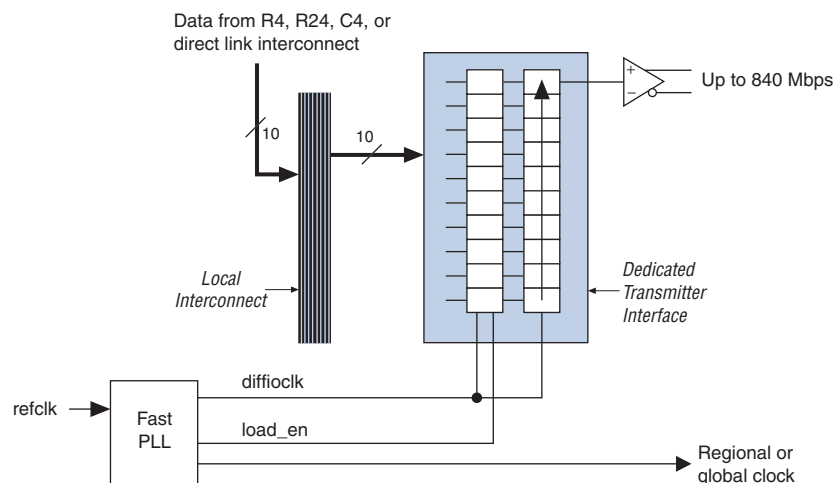 Data from R4, R24, C4, or
direct link interconnect
+
−
Up to 840 Mbps
10
10
Local
Interconnect
Dedicated
Transmitter
Interface
diffioclk
refclk
Fast
PLL
load_en
Regional or
global clock